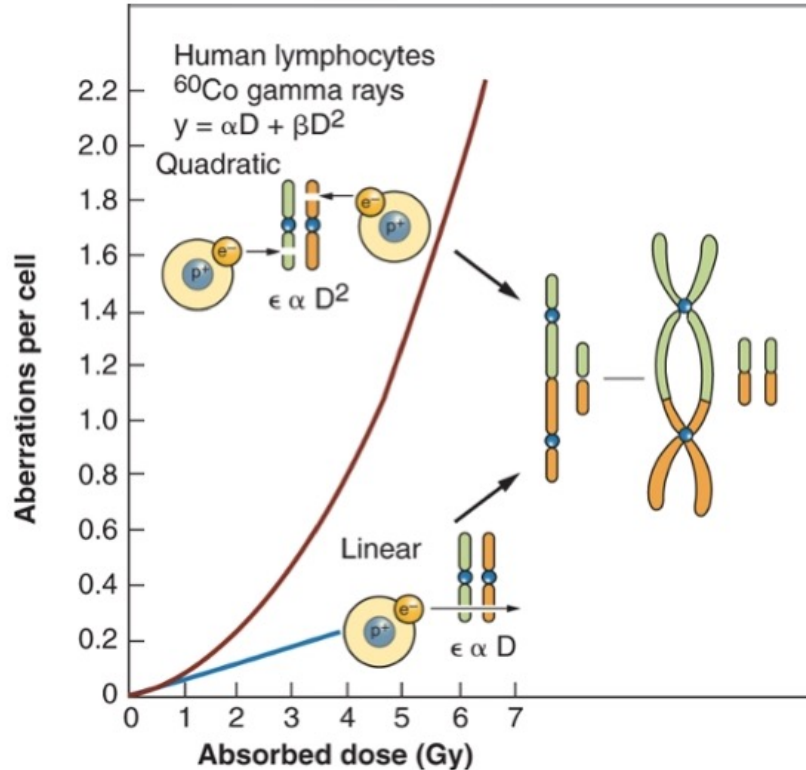 Human lymphocytes
⁶⁰Co gamma rays
y = αD + βD²
Quadratic
e⁻
p⁺
e⁻
p⁺
ϵ α D²
Linear
e⁻
p⁺
ϵ α D
Aberrations per cell
2.2
2.0
1.8
1.6
1.4
1.2
1.0
0.8
0.6
0.4
0.2
0
0 1 2 3 4 5 6 7
Absorbed dose (Gy)